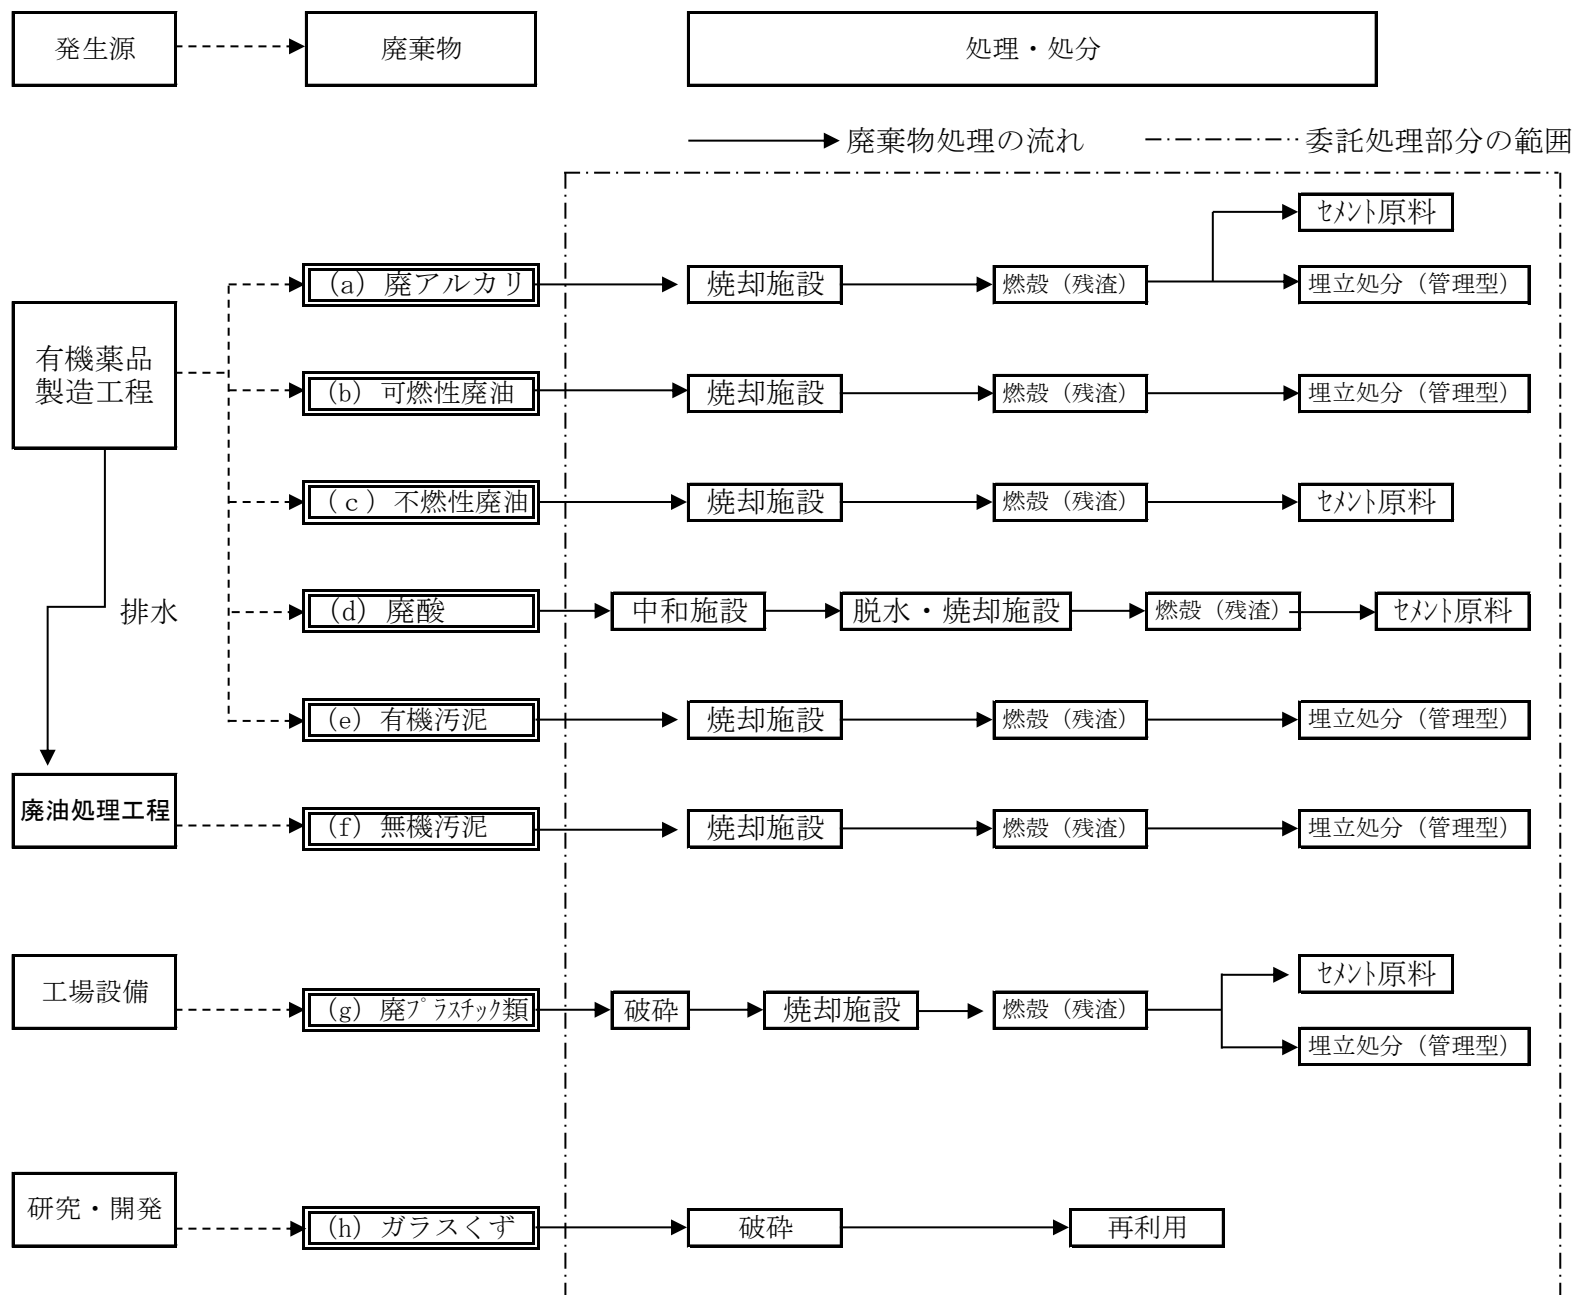 発生源
廃棄物
処理・処分
廃棄物処理の流れ
委託処理部分の範囲
ｾﾒﾝﾄ原料
(a) 廃アルカリ
焼却施設
燃殻（残渣）
埋立処分（管理型）
有機薬品
製造工程
(b) 可燃性廃油
焼却施設
燃殻（残渣）
埋立処分（管理型）
（ｃ）不燃性廃油
焼却施設
燃殻（残渣）
ｾﾒﾝﾄ原料
排水
(d) 廃酸
中和施設
脱水・焼却施設
燃殻（残渣）
ｾﾒﾝﾄ原料
(e) 有機汚泥
焼却施設
燃殻（残渣）
埋立処分（管理型）
廃油処理工程
(f) 無機汚泥
焼却施設
燃殻（残渣）
埋立処分（管理型）
工場設備
ｾﾒﾝﾄ原料
(g) 廃ﾌﾟﾗｽﾁｯｸ類
破砕
焼却施設
燃殻（残渣）
埋立処分（管理型）
研究・開発
(h) ガラスくず
破砕
再利用